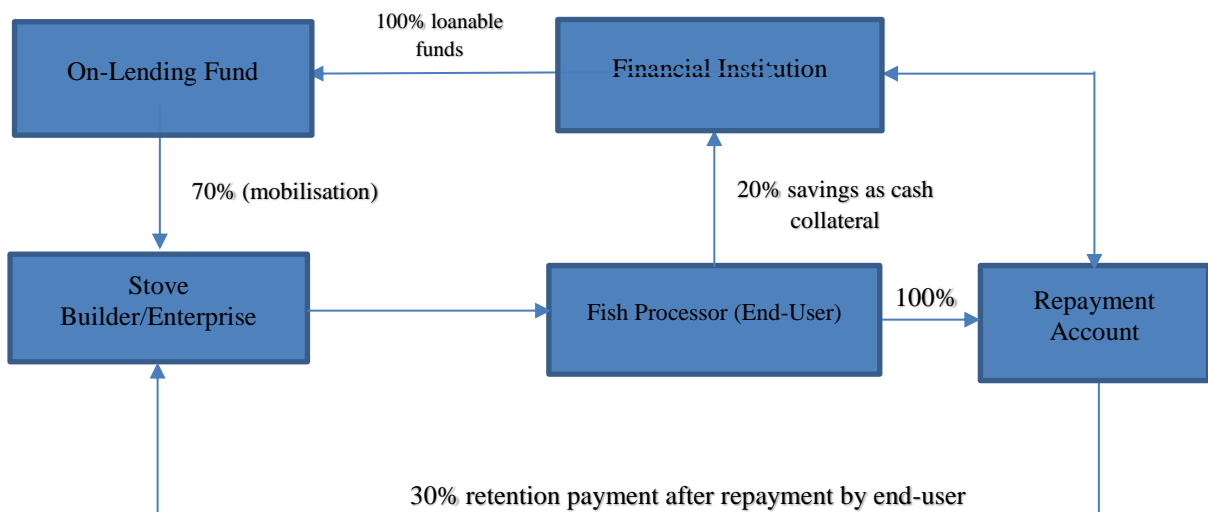 100% loanable
funds
On-Lending Fund
Financial Institution
70% (mobilisation)
20% savings as cash
collateral
Stove
Builder/Enterprise
Fish Processor (End-User)
100%
Repayment
Account
30% retention payment after repayment by end-user